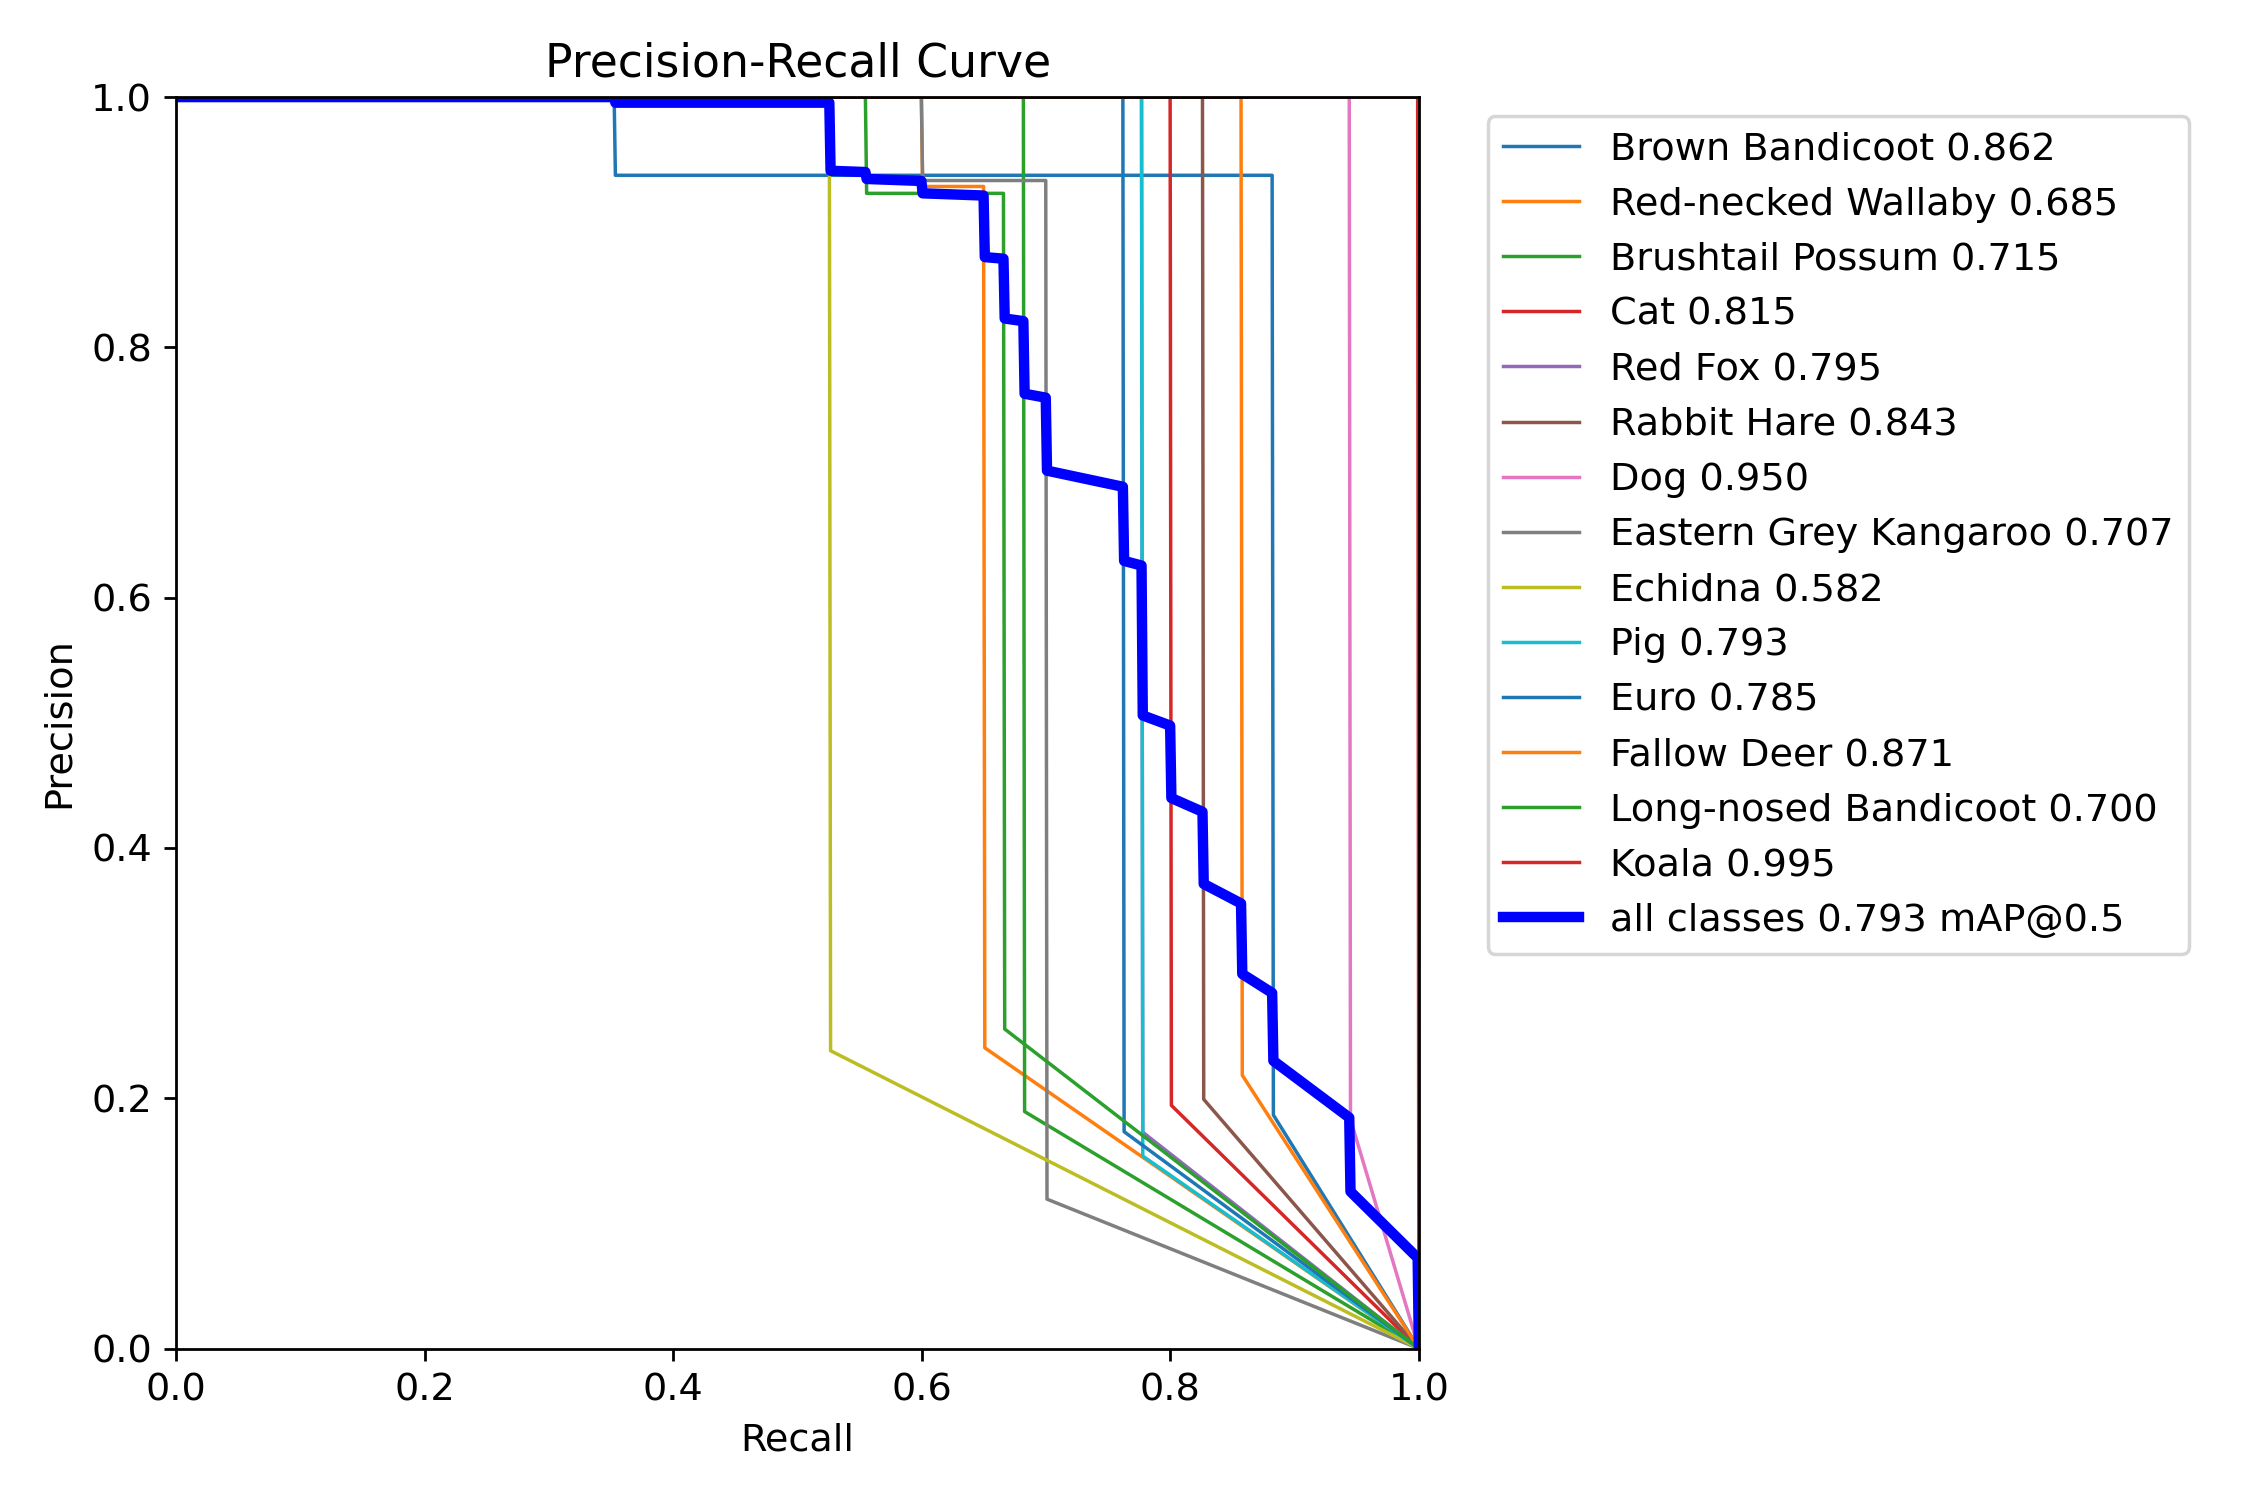 Precision-Recall Curve
1.0
0.8
0.6
0.4
0.2
0.0
Precision
0.0 0.2 0.4 0.6 0.8 1.0
Recall
Brown Bandicoot 0.862
Red-necked Wallaby 0.685
Brushtail Possum 0.715
Cat 0.815
Red Fox 0.795
Rabbit Hare 0.843
Dog 0.950
Eastern Grey Kangaroo 0.707
Echidna 0.582
Pig 0.793
Euro 0.785
Fallow Deer 0.871
Long-nosed Bandicoot 0.700
Koala 0.995
all classes 0.793 mAP@0.5